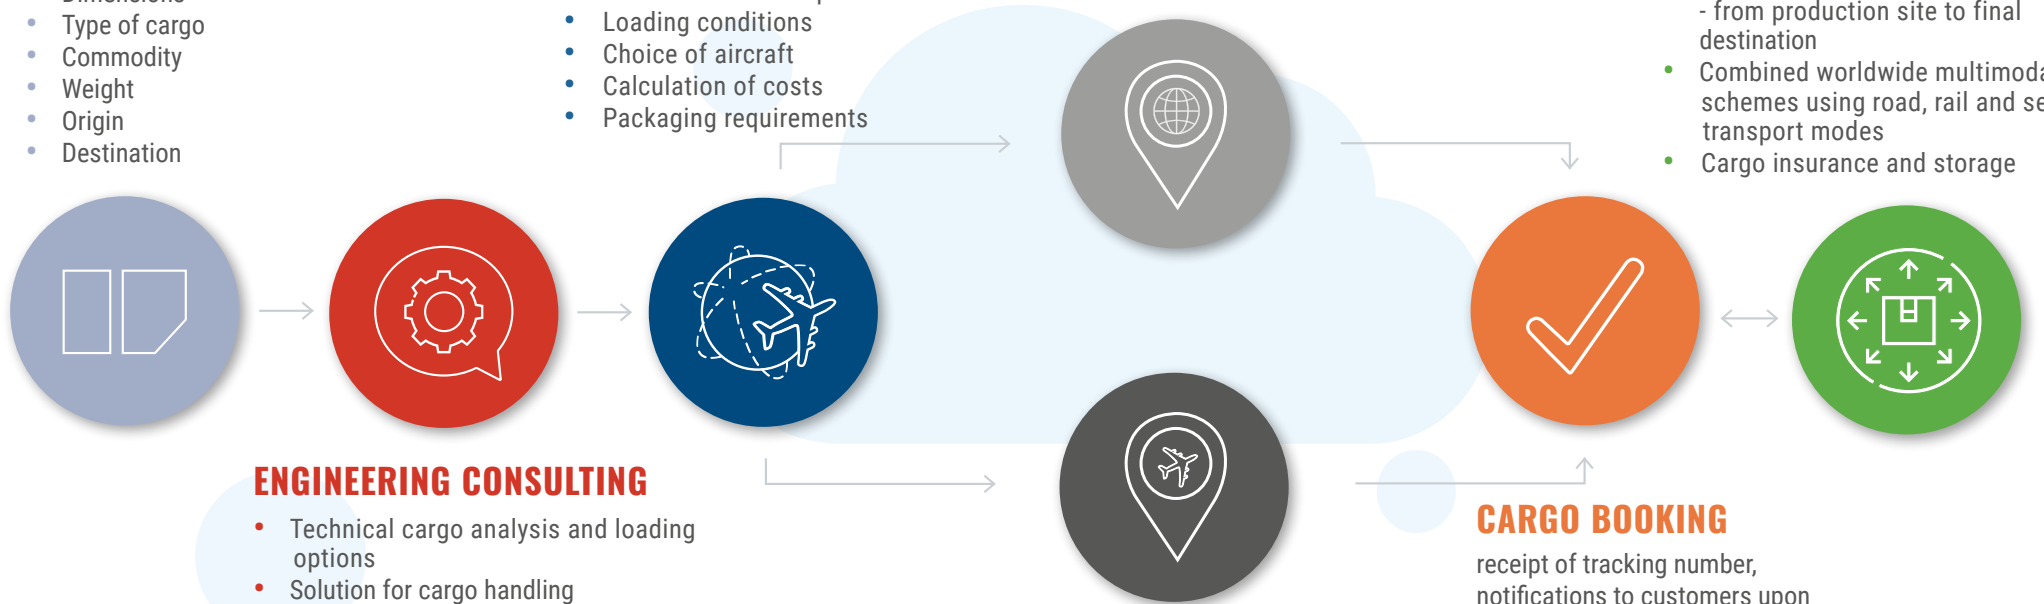 Type of cargo
Commodity
Weight
Origin
Destination
Loading conditions
Choice of aircraft
Calculation of costs
Packaging requirements
- from production site to final
destination
Combined worldwide
schemes using road, rail and
transport modes
Cargo insurance and storage
ENGINEERING CONSULTING
Technical cargo analysis and loading
options
Solution for cargo handling
CARGO BOOKING
receipt of tracking number,
notifications to customers upon